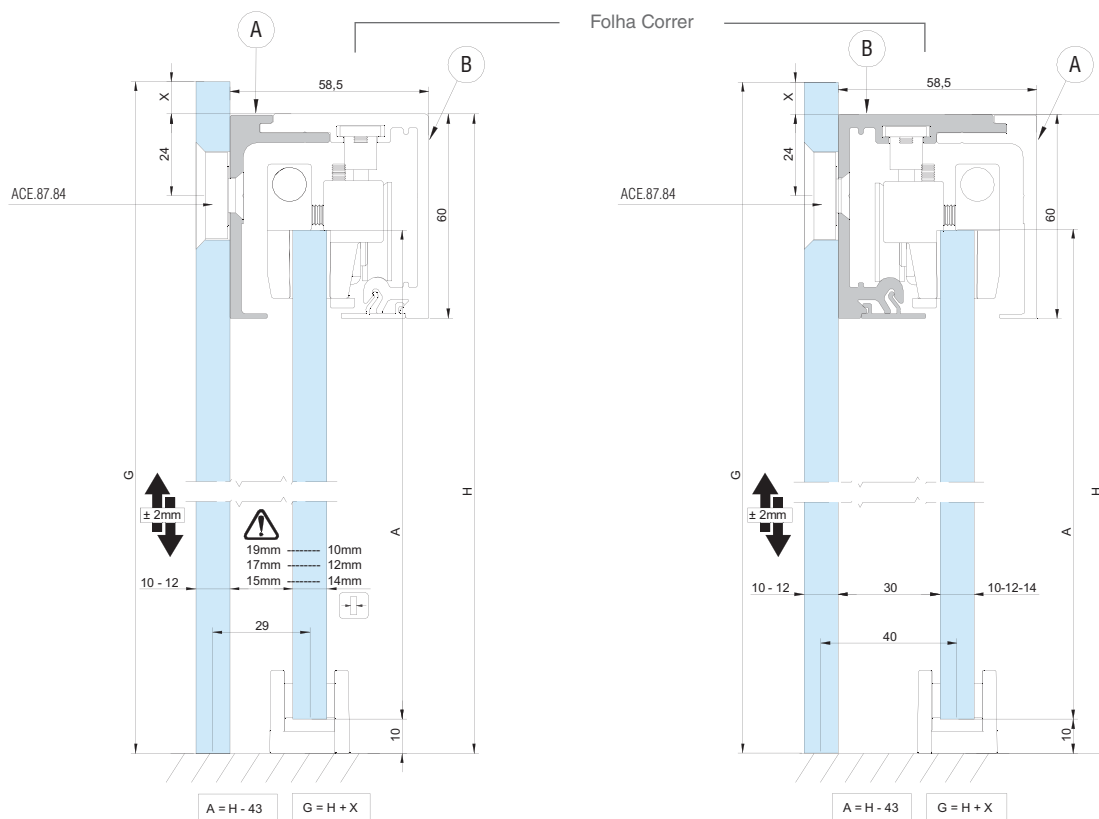 Folha Correr
A
B
58,5
X
24
ACE.87.84
60
G
H
A
± 2mm
19mm ------- 10mm
17mm ------- 12mm
15mm ------- 14mm
10 - 12
29
10
A = H - 43
G = H + X
B
A
58,5
X
24
ACE.87.84
60
G
H
A
± 2mm
10 - 12
30
10-12-14
40
10
A = H - 43
G = H + X